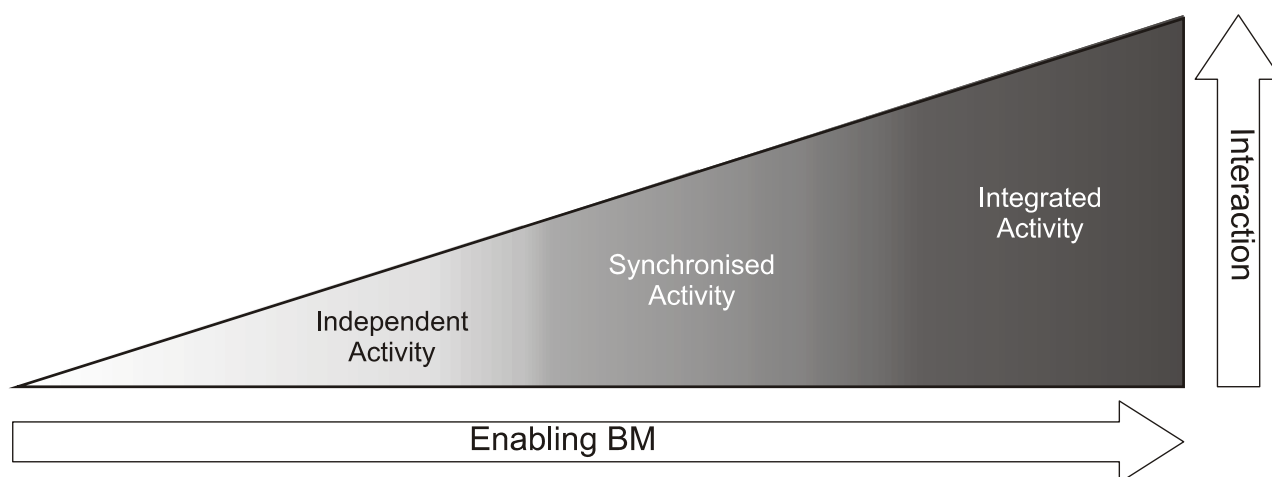 Integrated
Activity
Synchronised
Activity
Independent
Activity
Interaction
Enabling BM